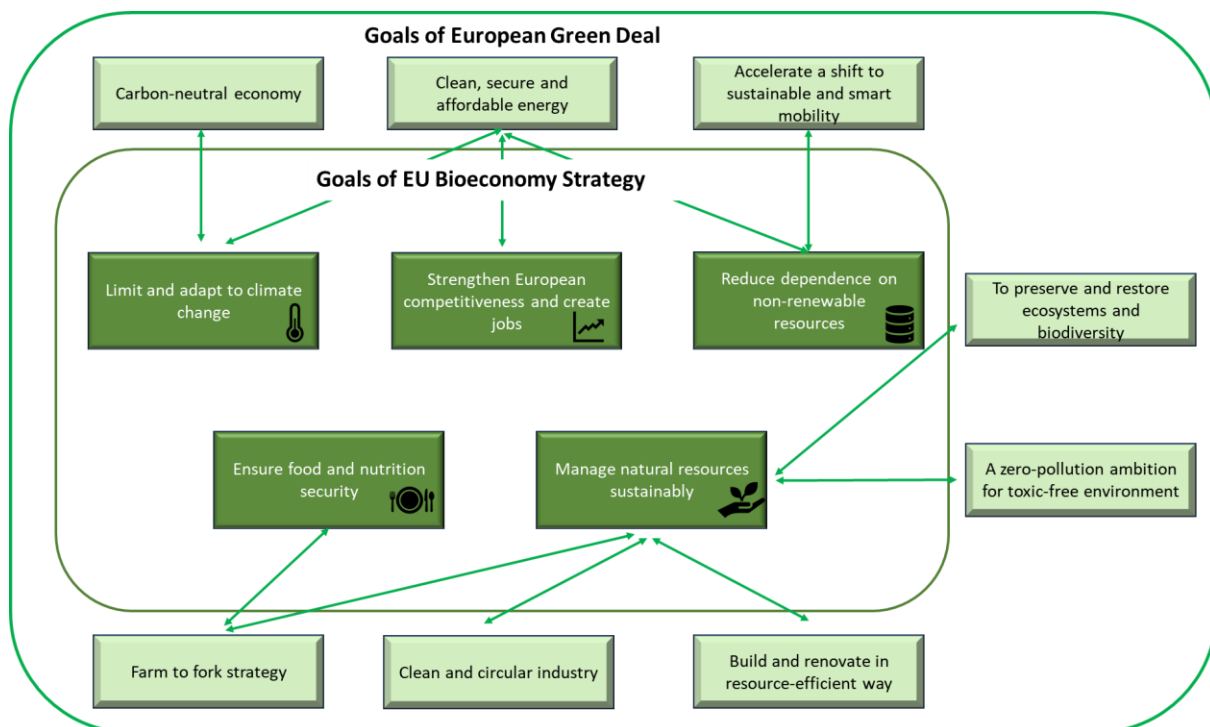 Goals of European Green Deal
Carbon-neutral economy
Clean, secure and
affordable energy
Accelerate a shift to
sustainable and smart
mobility
Goals of EU Bioeconomy Strategy
Limit and adapt to climate
change
Strengthen European
competitiveness and create
jobs
Reduce dependence on
non-renewable
resources
To preserve and restore
ecosystems and
biodiversity
Ensure food and nutrition
security
Manage natural resources
sustainably
A zero-pollution ambition
for toxic-free environment
Farm to fork strategy
Clean and circular industry
Build and renovate in
resource-efficient way